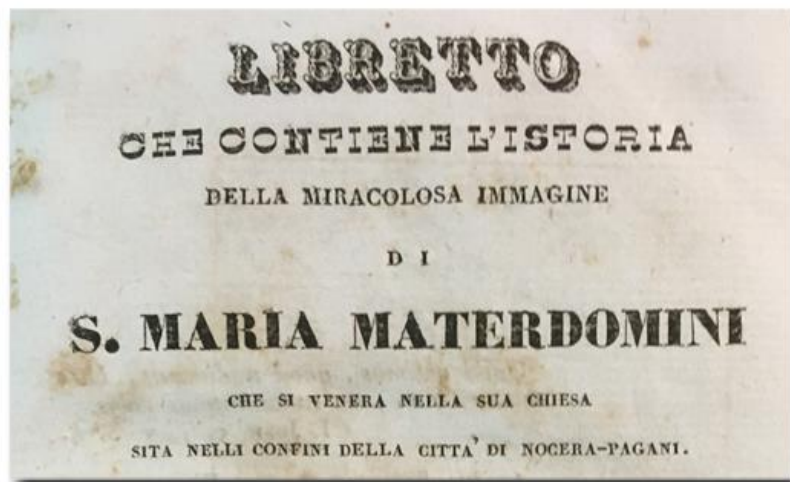 LIBRETTO
CHE CONTIENE L'ISTORIA
DELLA MIRACOLOSA IMMAGINE
DI
S. MARIA MATERDOMINI
CHE SI VENERA NELLA SUA CHIESA
SITA NELLI CONFINI DELLA CITTA' DI NOCERA-PAGANI.